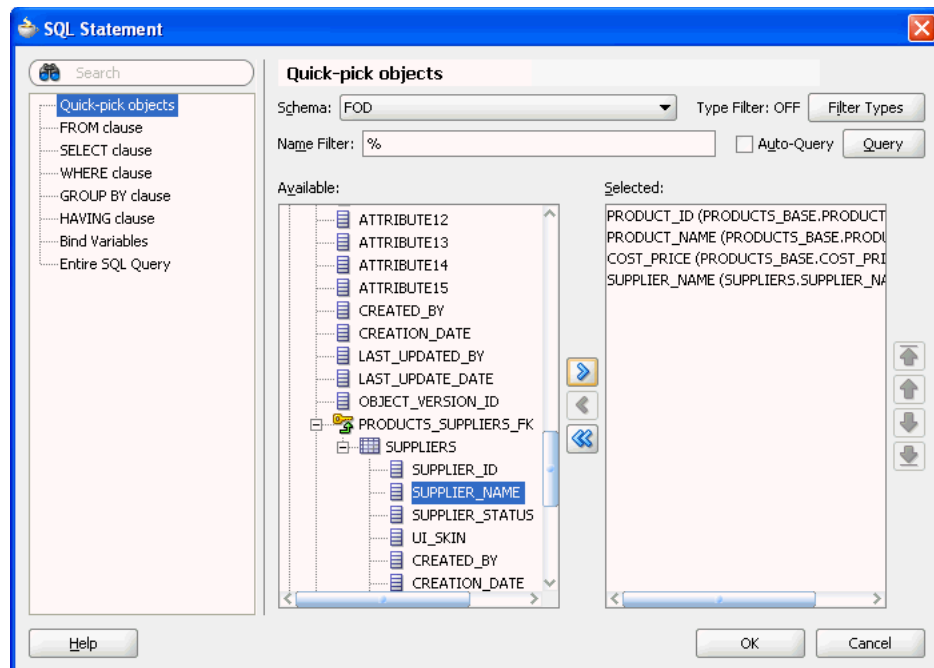 SQL Statement
Search
Quick-pick objects
FROM clause
SELECT clause
WHERE clause
GROUP BY clause
HAVING clause
Bind Variables
Entire SQL Query
Quick-pick objects
Schema: FOD Type Filter: OFF Filter Types
Name Filter: % Auto-Query Query
Available:
ATTRIBUTE12
ATTRIBUTE13
ATTRIBUTE14
ATTRIBUTE15
CREATED_BY
CREATION_DATE
LAST_UPDATED_BY
LAST_UPDATE_DATE
OBJECT_VERSION_ID
PRODUCTS_SUPPLIERS_FK
SUPPLIERS
SUPPLIER_ID
SUPPLIER_NAME
SUPPLIER_STATUS
UI_SKIN
CREATED_BY
CREATION_DATE
Selected:
PRODUCT_ID (PRODUCTS_BASE.PRODUCT
PRODUCT_NAME (PRODUCTS_BASE.PRODU
COST_PRICE (PRODUCTS_BASE.COST_PRI
SUPPLIER_NAME (SUPPLIERS.SUPPLIER_NA
Help OK Cancel